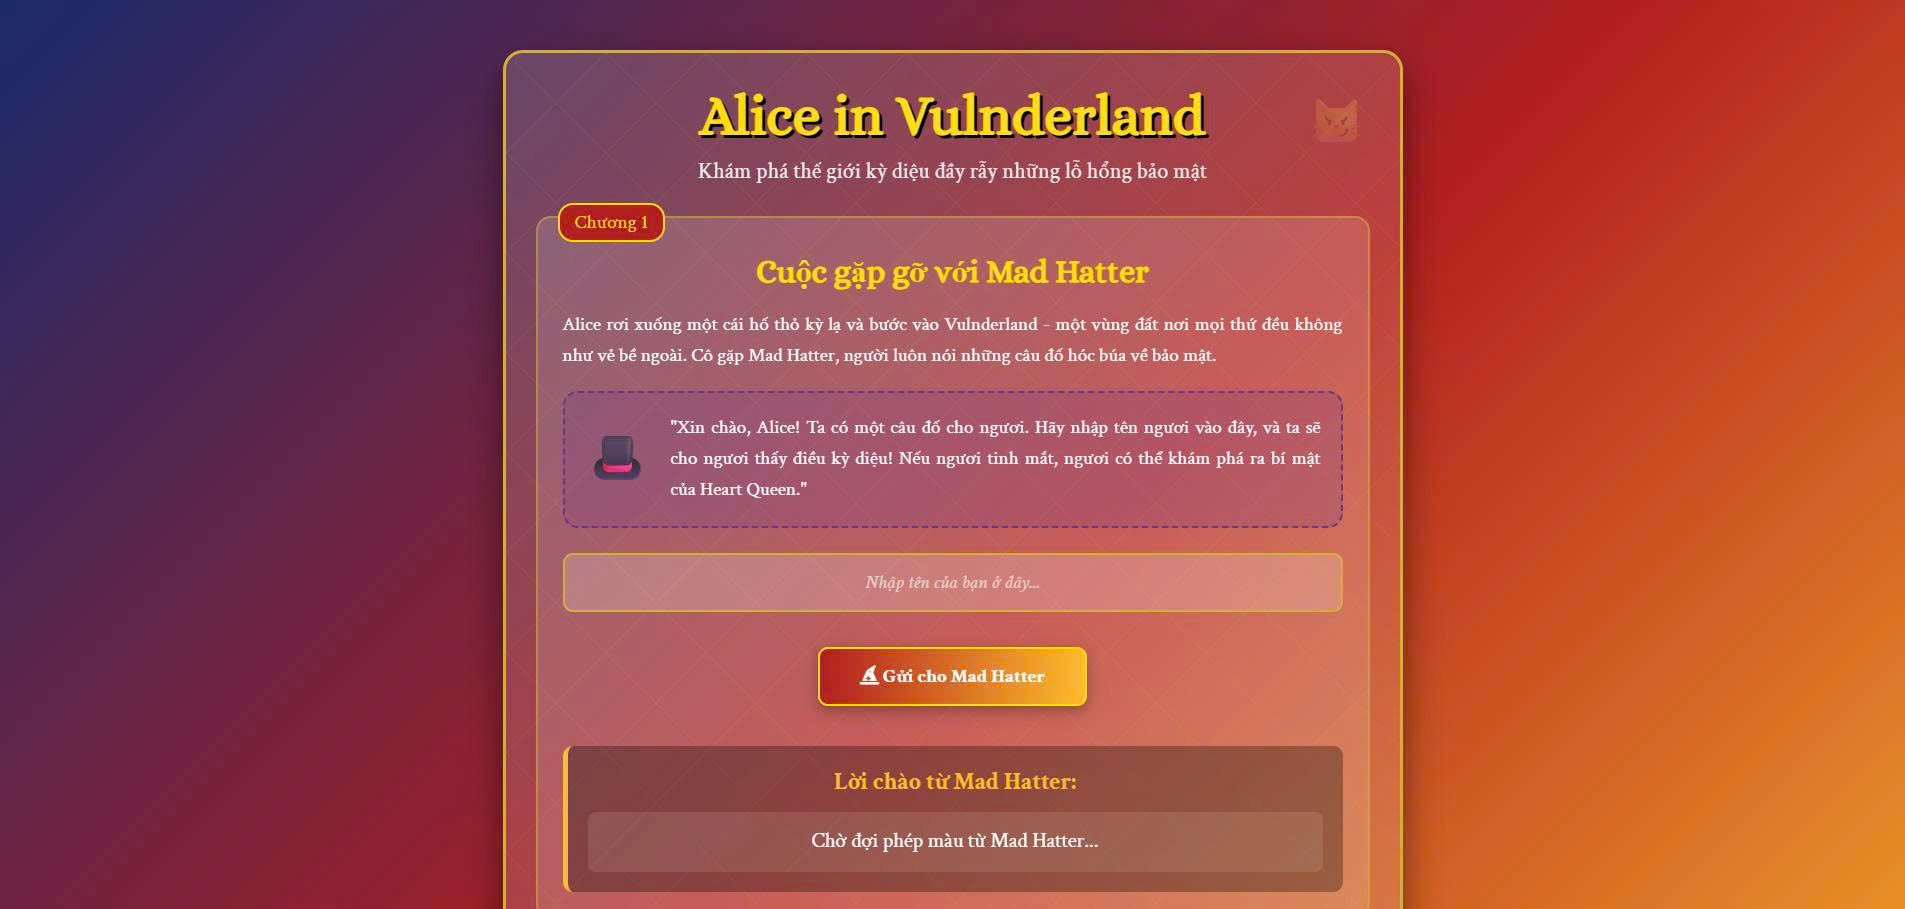 Alice in Vulnderland
Khám phá thế giới kỳ diệu đầy rẫy những lỗ hổng bảo mật
Chương 1
Cuộc gặp gỡ với Mad Hatter
Alice rơi xuống một cái hố thỏ kỳ lạ và bước vào Vulnderland - một vùng đất nơi mọi thứ đều không
như vẻ bề ngoài. Cô gặp Mad Hatter, người luôn nói những câu đố hóc búa về bảo mật.
"Xin chào, Alice! Ta có một câu đố cho ngươi. Hãy nhập tên ngươi vào đây, và ta sẽ
cho ngươi thấy điều kỳ diệu! Nếu ngươi tinh mắt, ngươi có thể khám phá ra bí mật
của Heart Queen."
Nhập tên của bạn ở đây...
Gửi cho Mad Hatter
Lời chào từ Mad Hatter:
Chờ đợi phép màu từ Mad Hatter...